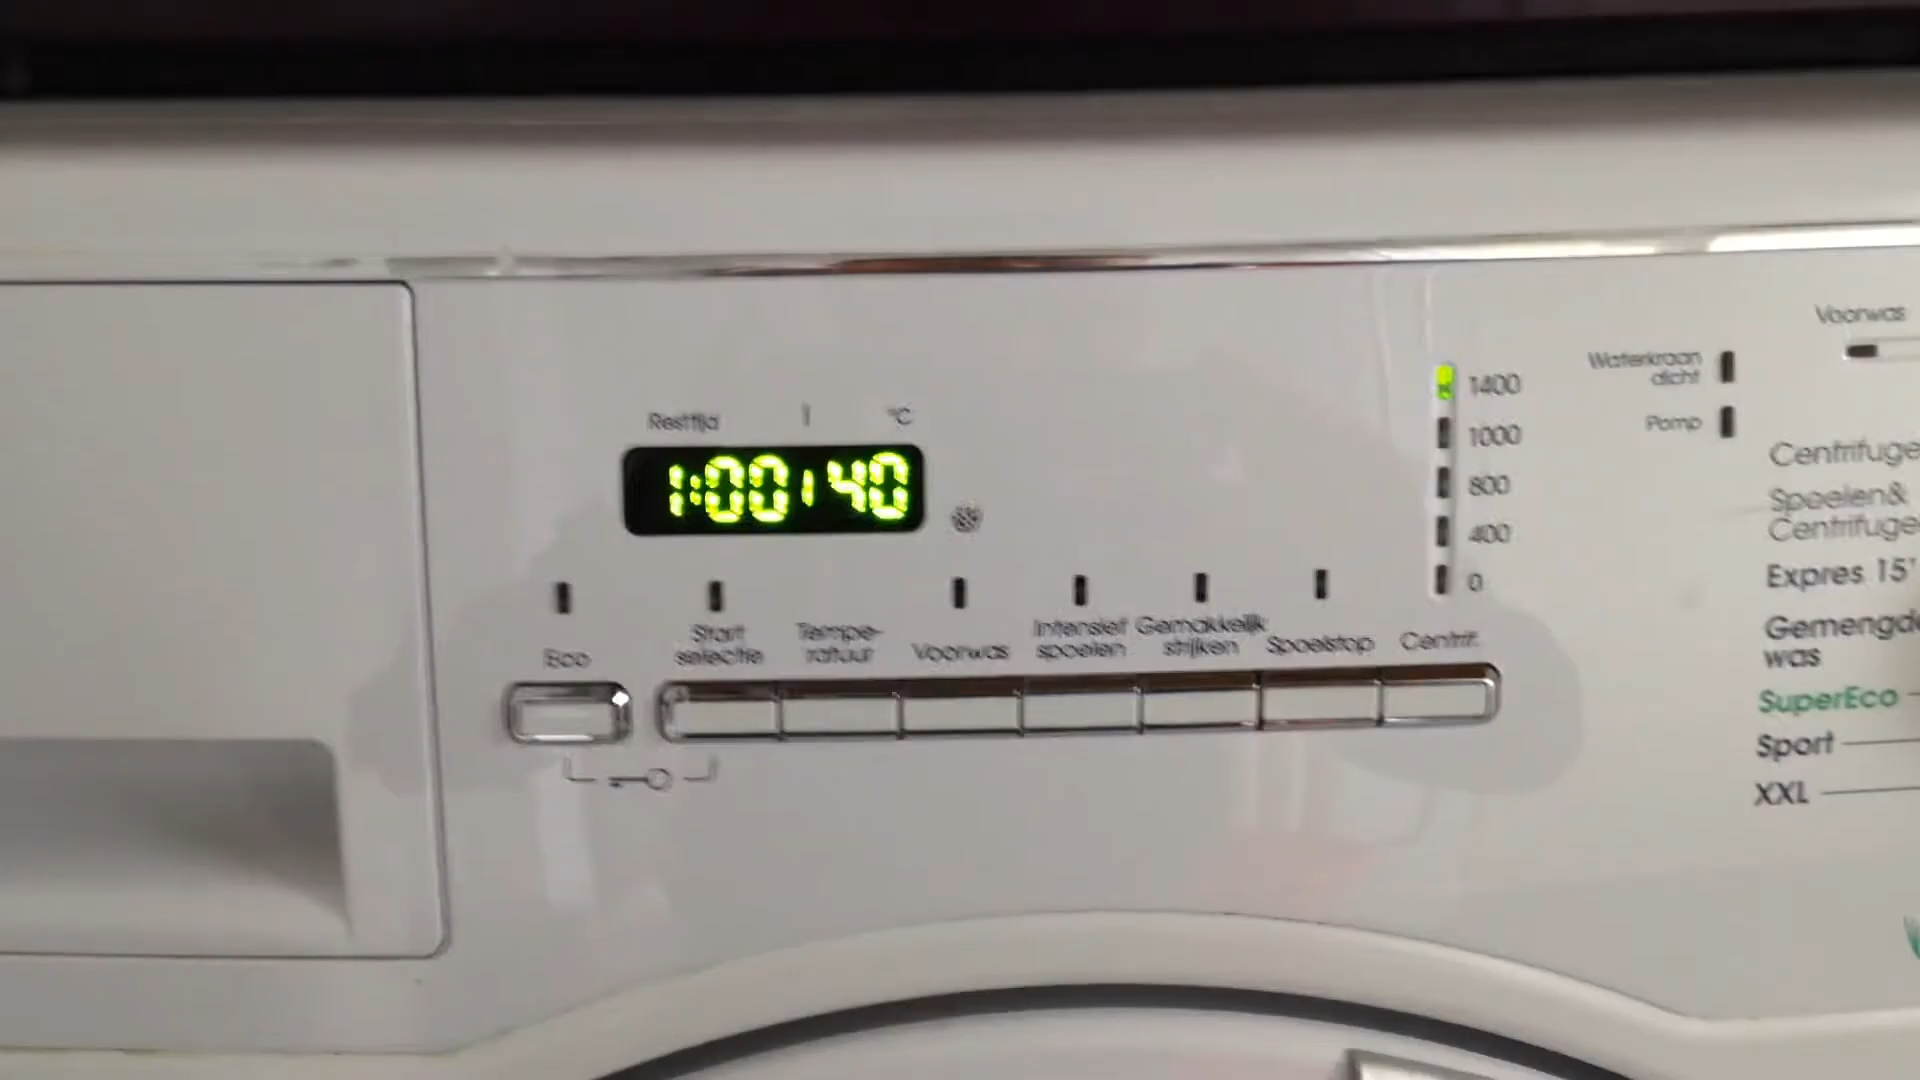 Resttijd | °C
1:00 | 40
1400
1000
800
400
0
Waterkraan
dicht
Pomp
Voorwas
Eco
Start
selectie
Tempe-
ratuur
Voorwas
Intensief
spoelen
Gemakkelijk
strijken
Spoelstop
Centrif.
Centrifuge
Spoelen&
Centrifuge
Expres 15'
Gemengde
was
SuperEco
Sport
XXL